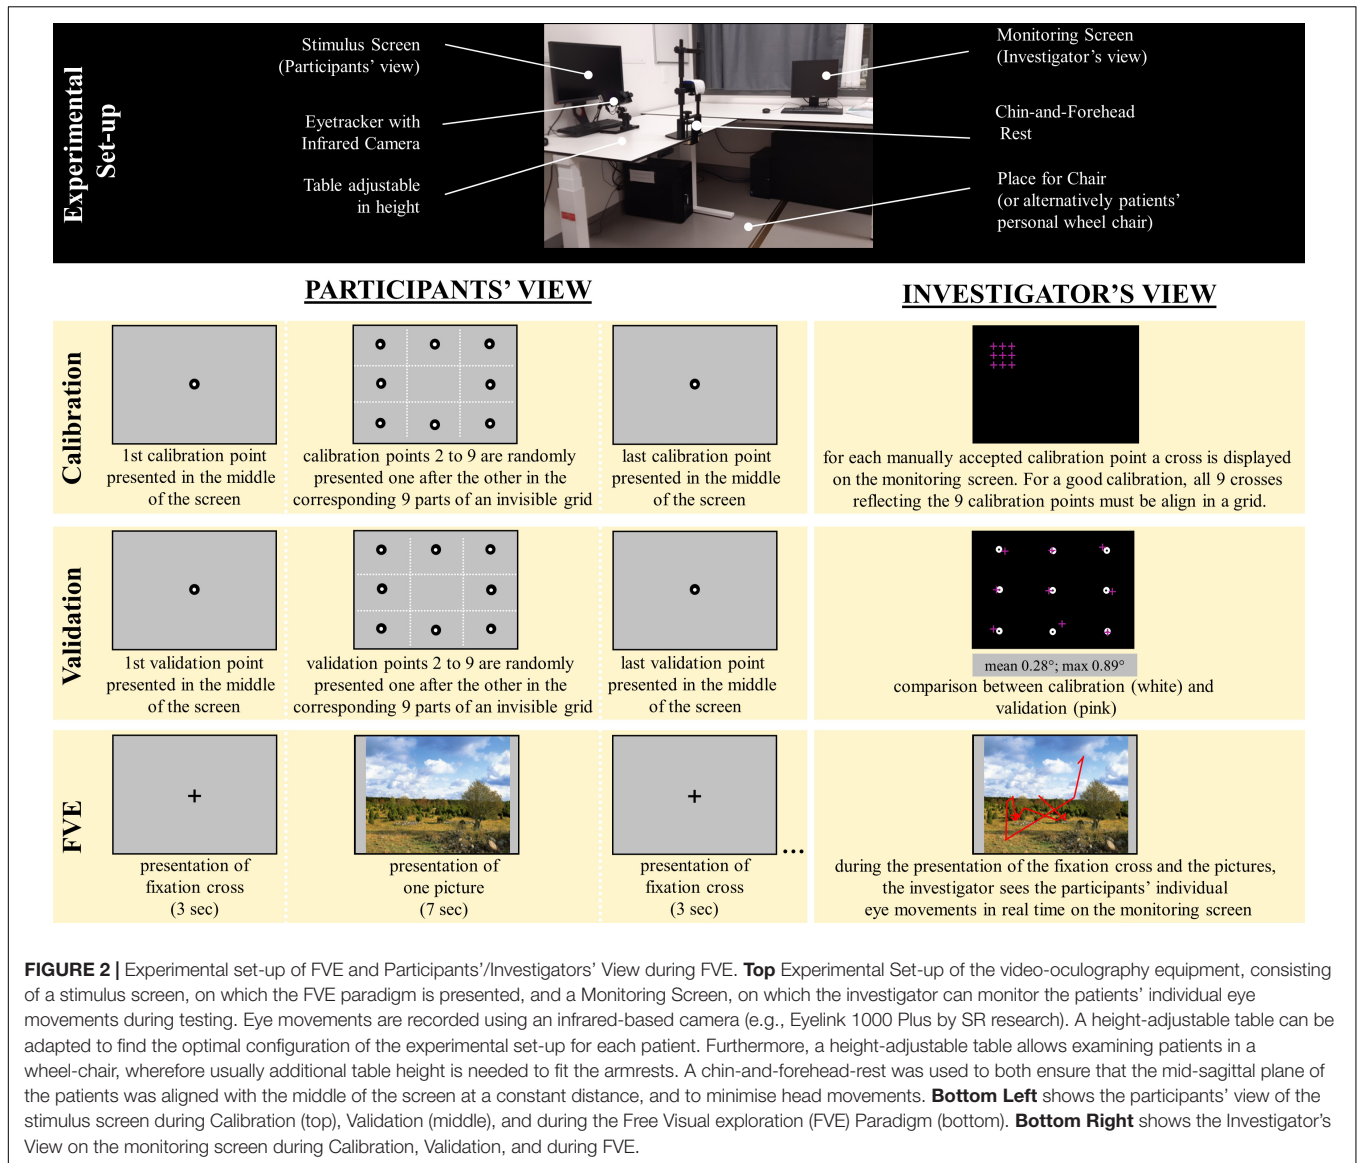 Experimental
Set-up
Stimulus Screen
(Participants' view)
Eyetracker with
Infrared Camera
Table adjustable
in height
Monitoring Screen
(Investigator's view)
Chin-and-Forehead
Rest
Place for Chair
(or alternatively patients'
personal wheel chair)
PARTICIPANTS' VIEW
INVESTIGATOR'S VIEW
Calibration
1st calibration point
presented in the middle
of the screen
calibration points 2 to 9 are randomly
presented one after the other in the
corresponding 9 parts of an invisible grid
last calibration point
presented in the middle
of the screen
for each manually accepted calibration point a cross is displayed
on the monitoring screen. For a good calibration, all 9 crosses
reflecting the 9 calibration points must be align in a grid.
Validation
1st validation point
presented in the middle
of the screen
validation points 2 to 9 are randomly
presented one after the other in the
corresponding 9 parts of an invisible grid
last validation point
presented in the middle
of the screen
mean 0.28°; max 0.89°
comparison between calibration (white) and
validation (pink)
FVE
presentation of
fixation cross
(3 sec)
presentation of
one picture
(7 sec)
presentation of
fixation cross
(3 sec)
...
during the presentation of the fixation cross and the pictures,
the investigator sees the participants' individual
eye movements in real time on the monitoring screen
FIGURE 2 | Experimental set-up of FVE and Participants'/Investigators' View during FVE. Top Experimental Set-up of the video-oculography equipment, consisting
of a stimulus screen, on which the FVE paradigm is presented, and a Monitoring Screen, on which the investigator can monitor the patients' individual eye
movements during testing. Eye movements are recorded using an infrared-based camera (e.g., Eyelink 1000 Plus by SR research). A height-adjustable table can be
adapted to find the optimal configuration of the experimental set-up for each patient. Furthermore, a height-adjustable table allows examining patients in a
wheel-chair, wherefore usually additional table height is needed to fit the armrests. A chin-and-forehead-rest was used to both ensure that the mid-sagittal plane of
the patients was aligned with the middle of the screen at a constant distance, and to minimise head movements. Bottom Left shows the participants' view of the
stimulus screen during Calibration (top), Validation (middle), and during the Free Visual exploration (FVE) Paradigm (bottom). Bottom Right shows the Investigator's
View on the monitoring screen during Calibration, Validation, and during FVE.